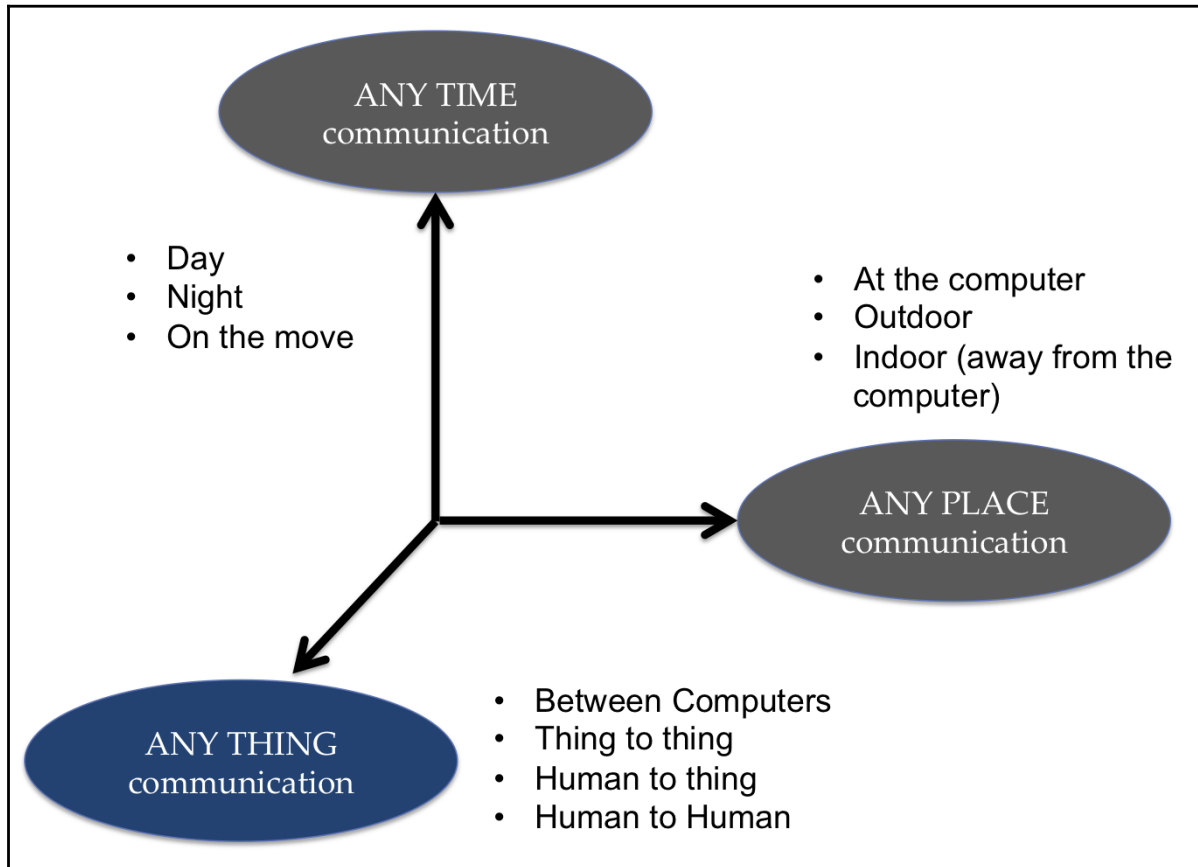 ANY TIME
communication
• Day
• Night
• On the move
• At the computer
• Outdoor
• Indoor (away from the
computer)
ANY PLACE
communication
ANY THING
communication
• Between Computers
• Thing to thing
• Human to thing
• Human to Human